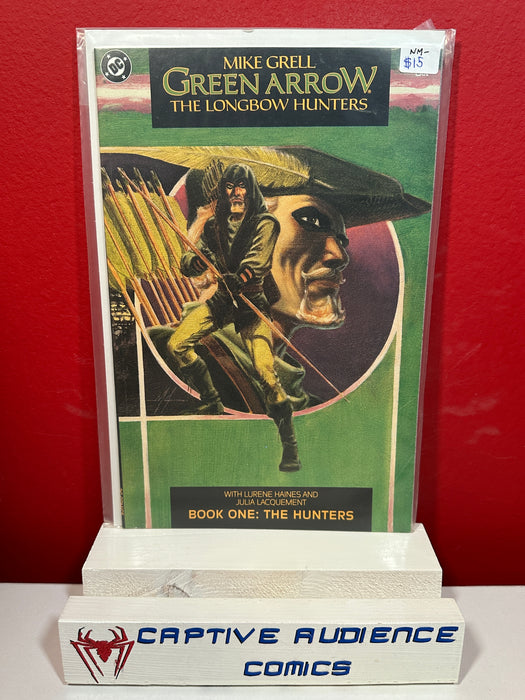 NM-
$15
DC
MIKE GRELL
GREEN ARROW
THE LONGBOW HUNTERS
WITH LURENE HAINES AND
JULIA LACQUEMENT
BOOK ONE: THE HUNTERS
CAPTIVE AUDIENCE
COMICS